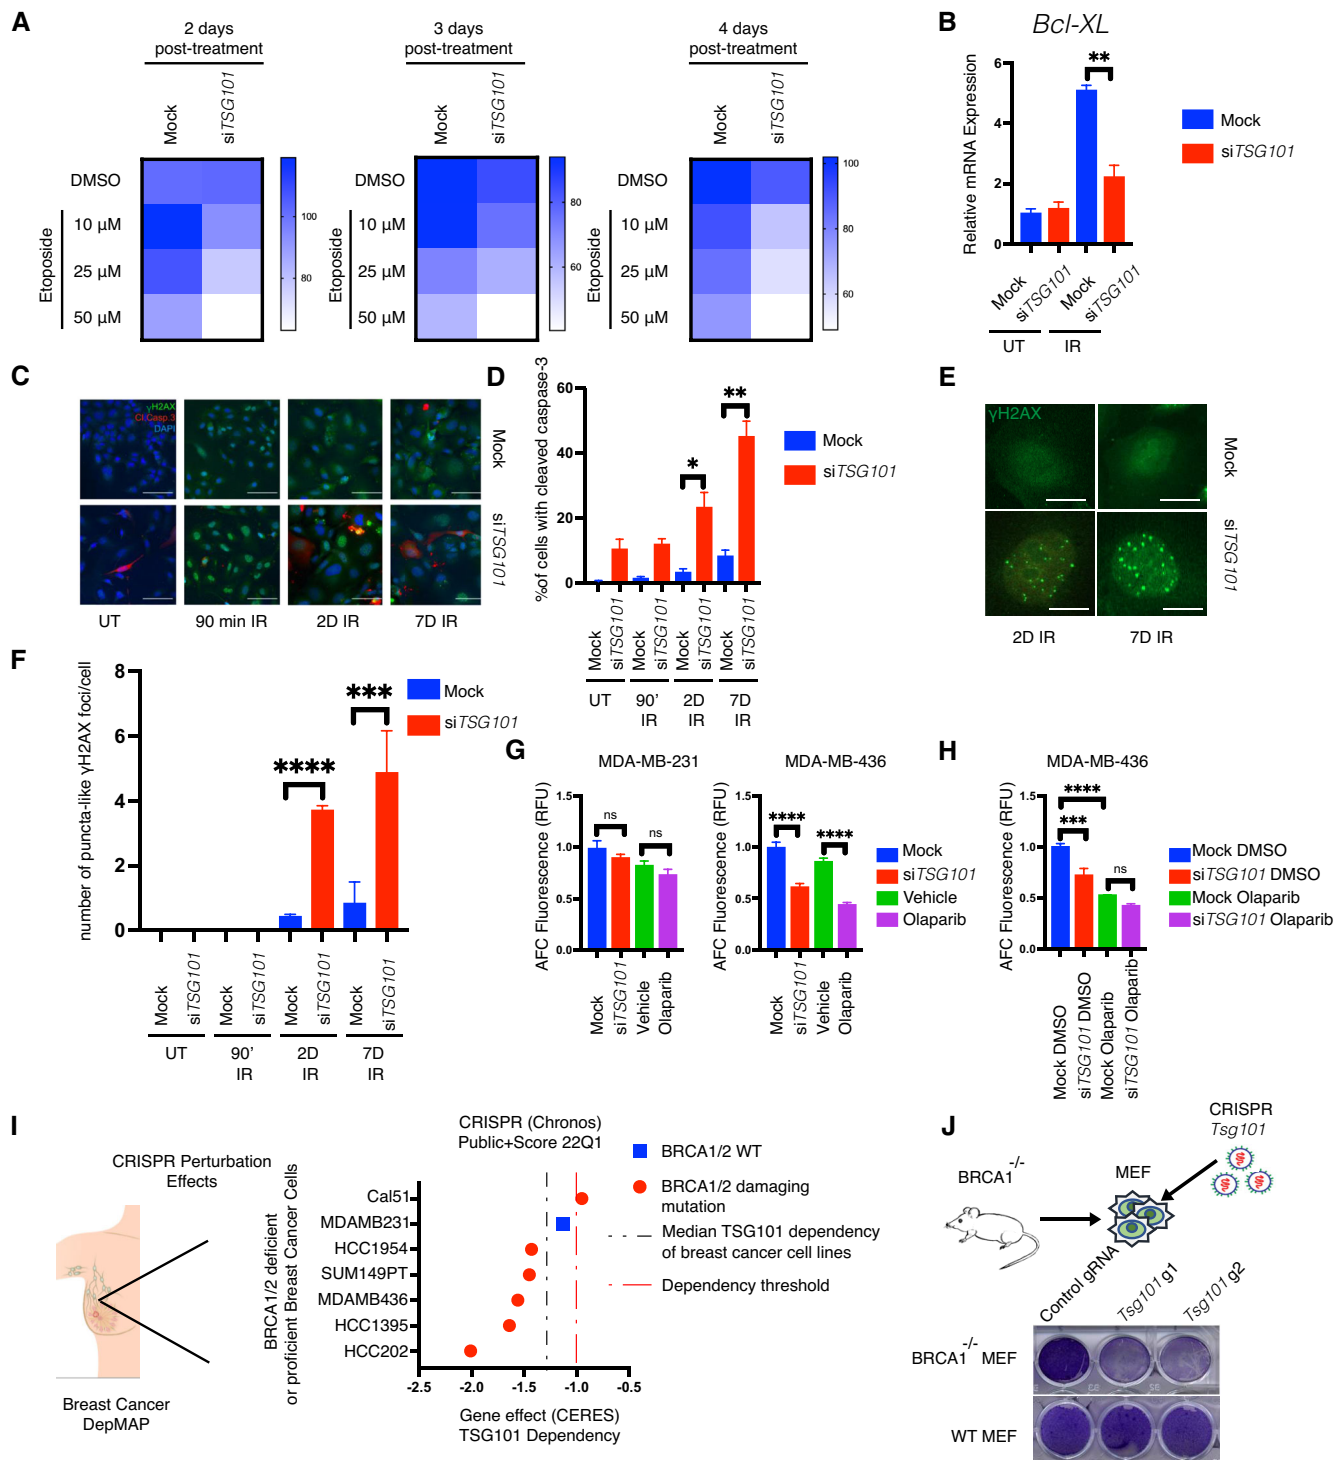 A
2 days
post-treatment
3 days
post-treatment
4 days
post-treatment
Mock
siTSG101
Mock
siTSG101
Mock
siTSG101
DMSO
10 µM
25 µM
50 µM
Etoposide
100
80
DMSO
10 µM
25 µM
50 µM
Etoposide
80
60
DMSO
10 µM
25 µM
50 µM
Etoposide
100
80
60
B
Bcl-XL
Relative mRNA Expression
6
4
2
0
**
Mock
siTSG101
Mock
siTSG101
Mock
siTSG101
UT
IR
C
γH2AX
Cl.Casp 3
DAPI
Mock
siTSG101
UT
90 min IR
2D IR
7D IR
D
%of cells with cleaved caspase-3
60
40
20
0
*
**
Mock
siTSG101
Mock
siTSG101
Mock
siTSG101
Mock
siTSG101
Mock
siTSG101
UT
90'
IR
2D
IR
7D
IR
E
γH2AX
Mock
siTSG101
2D IR
7D IR
F
number of puncta-like γH2AX foci/cell
8
6
4
2
0
****
***
Mock
siTSG101
Mock
siTSG101
Mock
siTSG101
Mock
siTSG101
Mock
siTSG101
UT
90'
IR
2D
IR
7D
IR
G
MDA-MB-231
AFC Fluorescence (RFU)
1.5
1.0
0.5
0.0
ns
ns
Mock
siTSG101
Vehicle
Olaparib
MDA-MB-436
AFC Fluorescence (RFU)
1.5
1.0
0.5
0.0
****
****
Mock
siTSG101
Vehicle
Olaparib
Mock
siTSG101
Vehicle
Olaparib
H
MDA-MB-436
AFC Fluorescence (RFU)
1.5
1.0
0.5
0.0
****
***
ns
Mock DMSO
siTSG101 DMSO
Mock Olaparib
siTSG101 Olaparib
Mock DMSO
siTSG101 DMSO
Mock Olaparib
siTSG101 Olaparib
I
CRISPR Perturbation
Effects
Breast Cancer
DepMAP
CRISPR (Chronos)
Public+Score 22Q1
BRCA1/2 deficient
or proficient Breast Cancer Cells
Cal51
MDAMB231
HCC1954
SUM149PT
MDAMB436
HCC1395
HCC202
-2.5
-2.0
-1.5
-1.0
-0.5
Gene effect (CERES)
TSG101 Dependency
BRCA1/2 WT
BRCA1/2 damaging
mutation
Median TSG101 dependency
of breast cancer cell lines
Dependency threshold
J
CRISPR
Tsg101
BRCA1-/-
MEF
Control gRNA
Tsg101 g1
Tsg101 g2
BRCA1-/- MEF
WT MEF